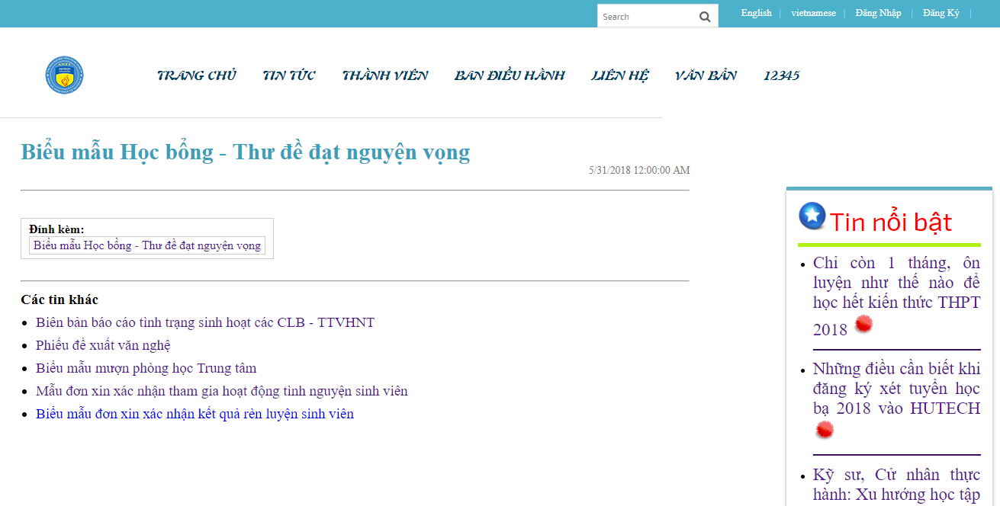 Search
English | vietnamese | Đăng Nhập | Đăng Ký |
TRANG CHỦ TIN TỨC THÀNH VIÊN BAN ĐIỀU HÀNH LIÊN HỆ VĂN BẢN 12345
Biểu mẫu Học bổng - Thư đề đạt nguyện vọng
5/31/2018 12:00:00 AM
Đính kèm:
Biểu mẫu Học bổng - Thư đề đạt nguyện vọng
Các tin khác
Biên bản báo cáo tình trạng sinh hoạt các CLB - TTVHNT
Phiếu đề xuất văn nghệ
Biểu mẫu mượn phòng học Trung tâm
Mẫu đơn xin xác nhận tham gia hoạt động tình nguyện sinh viên
Biểu mẫu đơn xin xác nhận kết quả rèn luyện sinh viên
Tin nổi bật
Chỉ còn 1 tháng, ôn
luyện như thế nào để
học hết kiến thức THPT
2018
Những điều cần biết khi
đăng ký xét tuyển học
bạ 2018 vào HUTECH
Kỹ sư, Cử nhân thực
hành: Xu hướng học tập